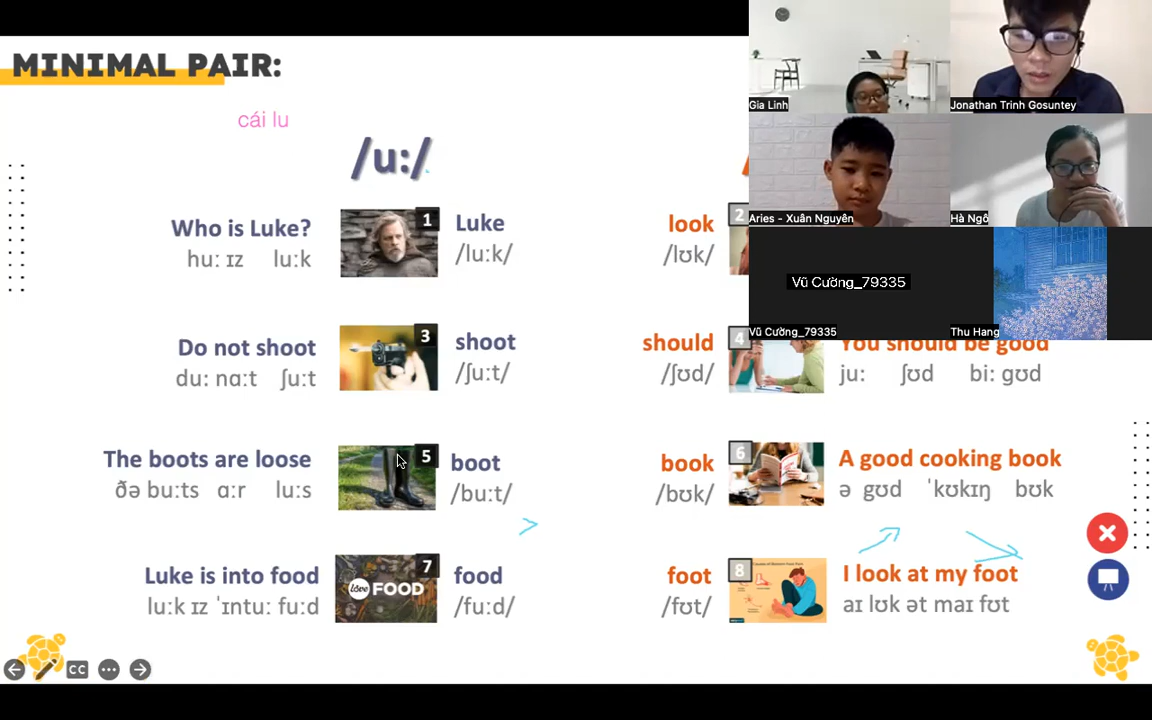 MINIMAL PAIR:
cái lu
/u:/
Who is Luke?
hu: ɪz lu:k
1
Luke
/lu:k/
look
/lʊk/
2
Do not shoot
du: nɑ:t ʃu:t
3
shoot
/ʃu:t/
should
/ʃʊd/
4
You should be good
ju: ʃʊd bi: gʊd
The boots are loose
ðə bu:ts ɑ:r lu:s
5
boot
/bu:t/
book
/bʊk/
6
A good cooking book
ə gʊd ˈkʊkɪŋ bʊk
Luke is into food
lu:k ɪz ˈɪntu: fu:d
love FOOD
7
food
/fu:d/
foot
/fʊt/
8
I look at my foot
aɪ lʊk ət maɪ fʊt
Gia Linh
Jonathan Trinh Gosuntey
Aries - Xuân Nguyên
Hà Ngô
Vũ Cường_79335
Vũ Cường_79335
Thu Hang
CC